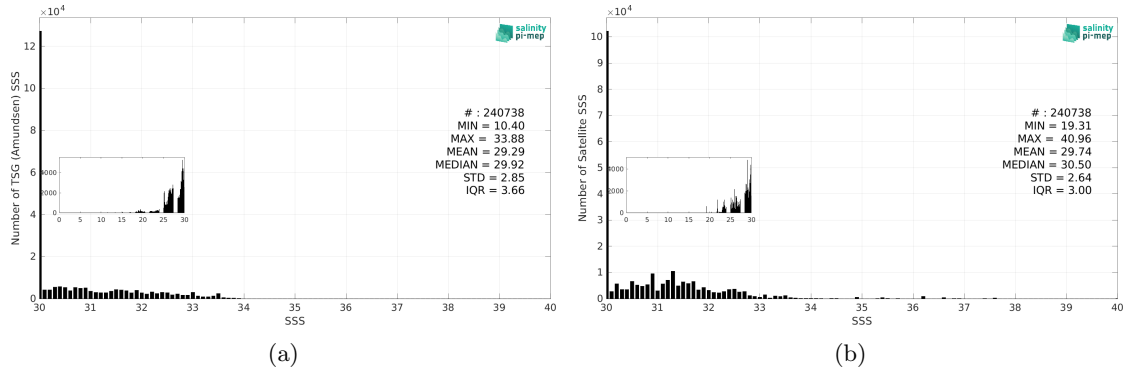 ×10⁴
salinity
pi-mep
12
10
8
6
4
2
0
Number of TSG (Amundsen) SSS
# : 240738
MIN = 10.40
MAX = 33.88
MEAN = 29.29
MEDIAN = 29.92
STD = 2.85
IQR = 3.66
4000
2000
0
0 5 10 15 20 25 30
30 31 32 33 34 35 36 37 38 39 40
SSS
(a)
×10⁴
salinity
pi-mep
10
9
8
7
6
5
4
3
2
1
0
Number of Satellite SSS
# : 240738
MIN = 19.31
MAX = 40.96
MEAN = 29.74
MEDIAN = 30.50
STD = 2.64
IQR = 3.00
4000
2000
0
0 5 10 15 20 25 30
30 31 32 33 34 35 36 37 38 39 40
SSS
(b)